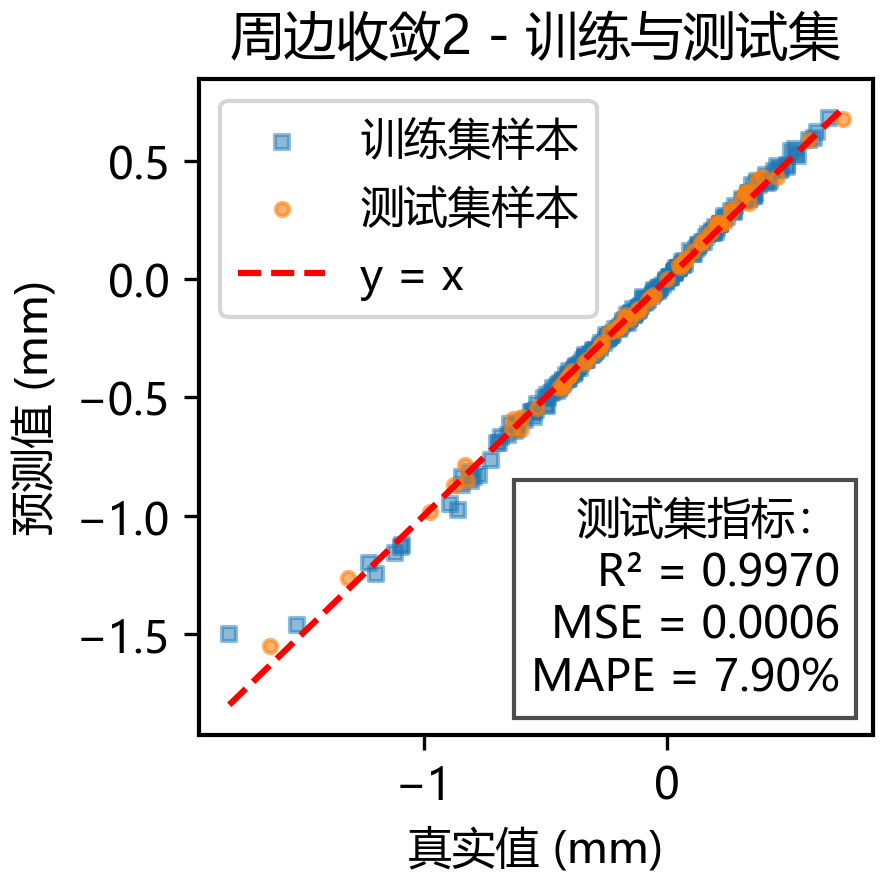 周边收敛2 - 训练与测试集
训练集样本
测试集样本
y = x
预测值 (mm)
0.5
0.0
−0.5
−1.0
−1.5
测试集指标：
R² = 0.9970
MSE = 0.0006
MAPE = 7.90%
−1
0
真实值 (mm)